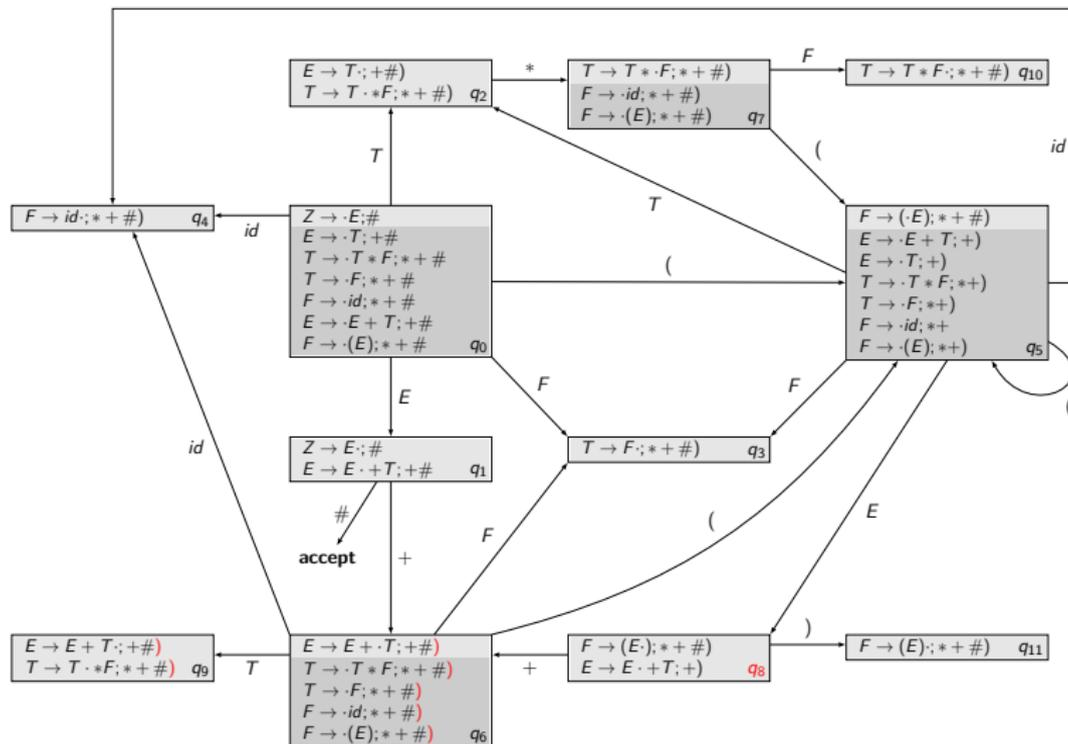 E → T·; +#)
T → T · *F; * + #) q2
*
T → T * ·F; * + #)
F → ·id; * + #)
F → ·(E); * + #) q7
F
T → T * F·; * + #) q10
T
(
id
F → id·; * + #) q4
id
Z → ·E; #
E → ·T; +#
T → ·T * F; * + #
T → ·F; * + #
F → ·id; * + #
E → ·E + T; +#
F → ·(E); * + # q0
(
T
F → (·E); * + #)
E → ·E + T; +)
E → ·T; +)
T → ·T * F; *+)
T → ·F; *+)
F → ·id; *+
F → ·(E); *+) q5
E
F
F
(
id
Z → E·; #
E → E · +T; +# q1
T → F·; * + #) q3
#
accept
+
F
(
E
E → E + T·; +#)
T → T · *F; * + #) q9
T
E → E + ·T; +#)
T → ·T * F; * + #)
T → ·F; * + #)
F → ·id; * + #)
F → ·(E); * + #) q6
+
F → (E·); * + #)
E → E · +T; +) q8
)
F → (E)·; * + #) q11